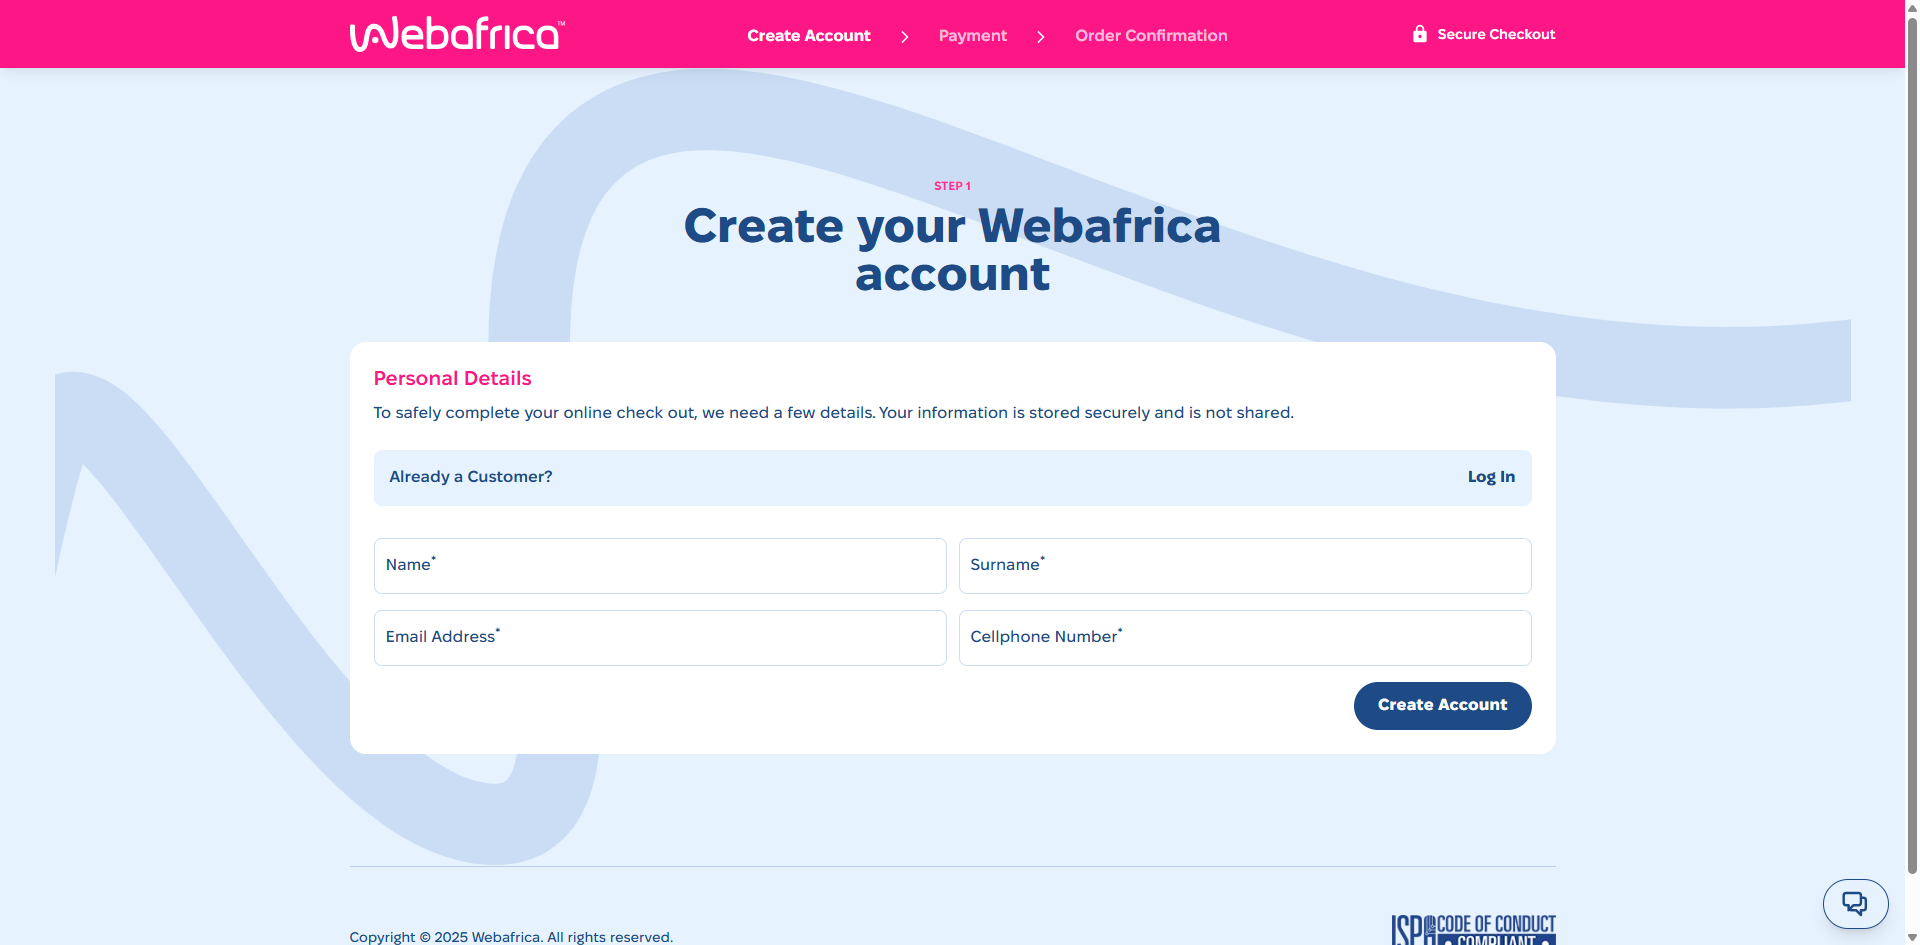 Webafrica™
Create Account
Payment
Order Confirmation
Secure Checkout
STEP 1
Create your Webafrica
account
Personal Details
To safely complete your online check out, we need a few details. Your information is stored securely and is not shared.
Already a Customer?
Log In
Name*
Surname*
Email Address*
Cellphone Number*
Create Account
Copyright © 2025 Webafrica. All rights reserved.
ISPA CODE OF CONDUCT
COMPLIANT